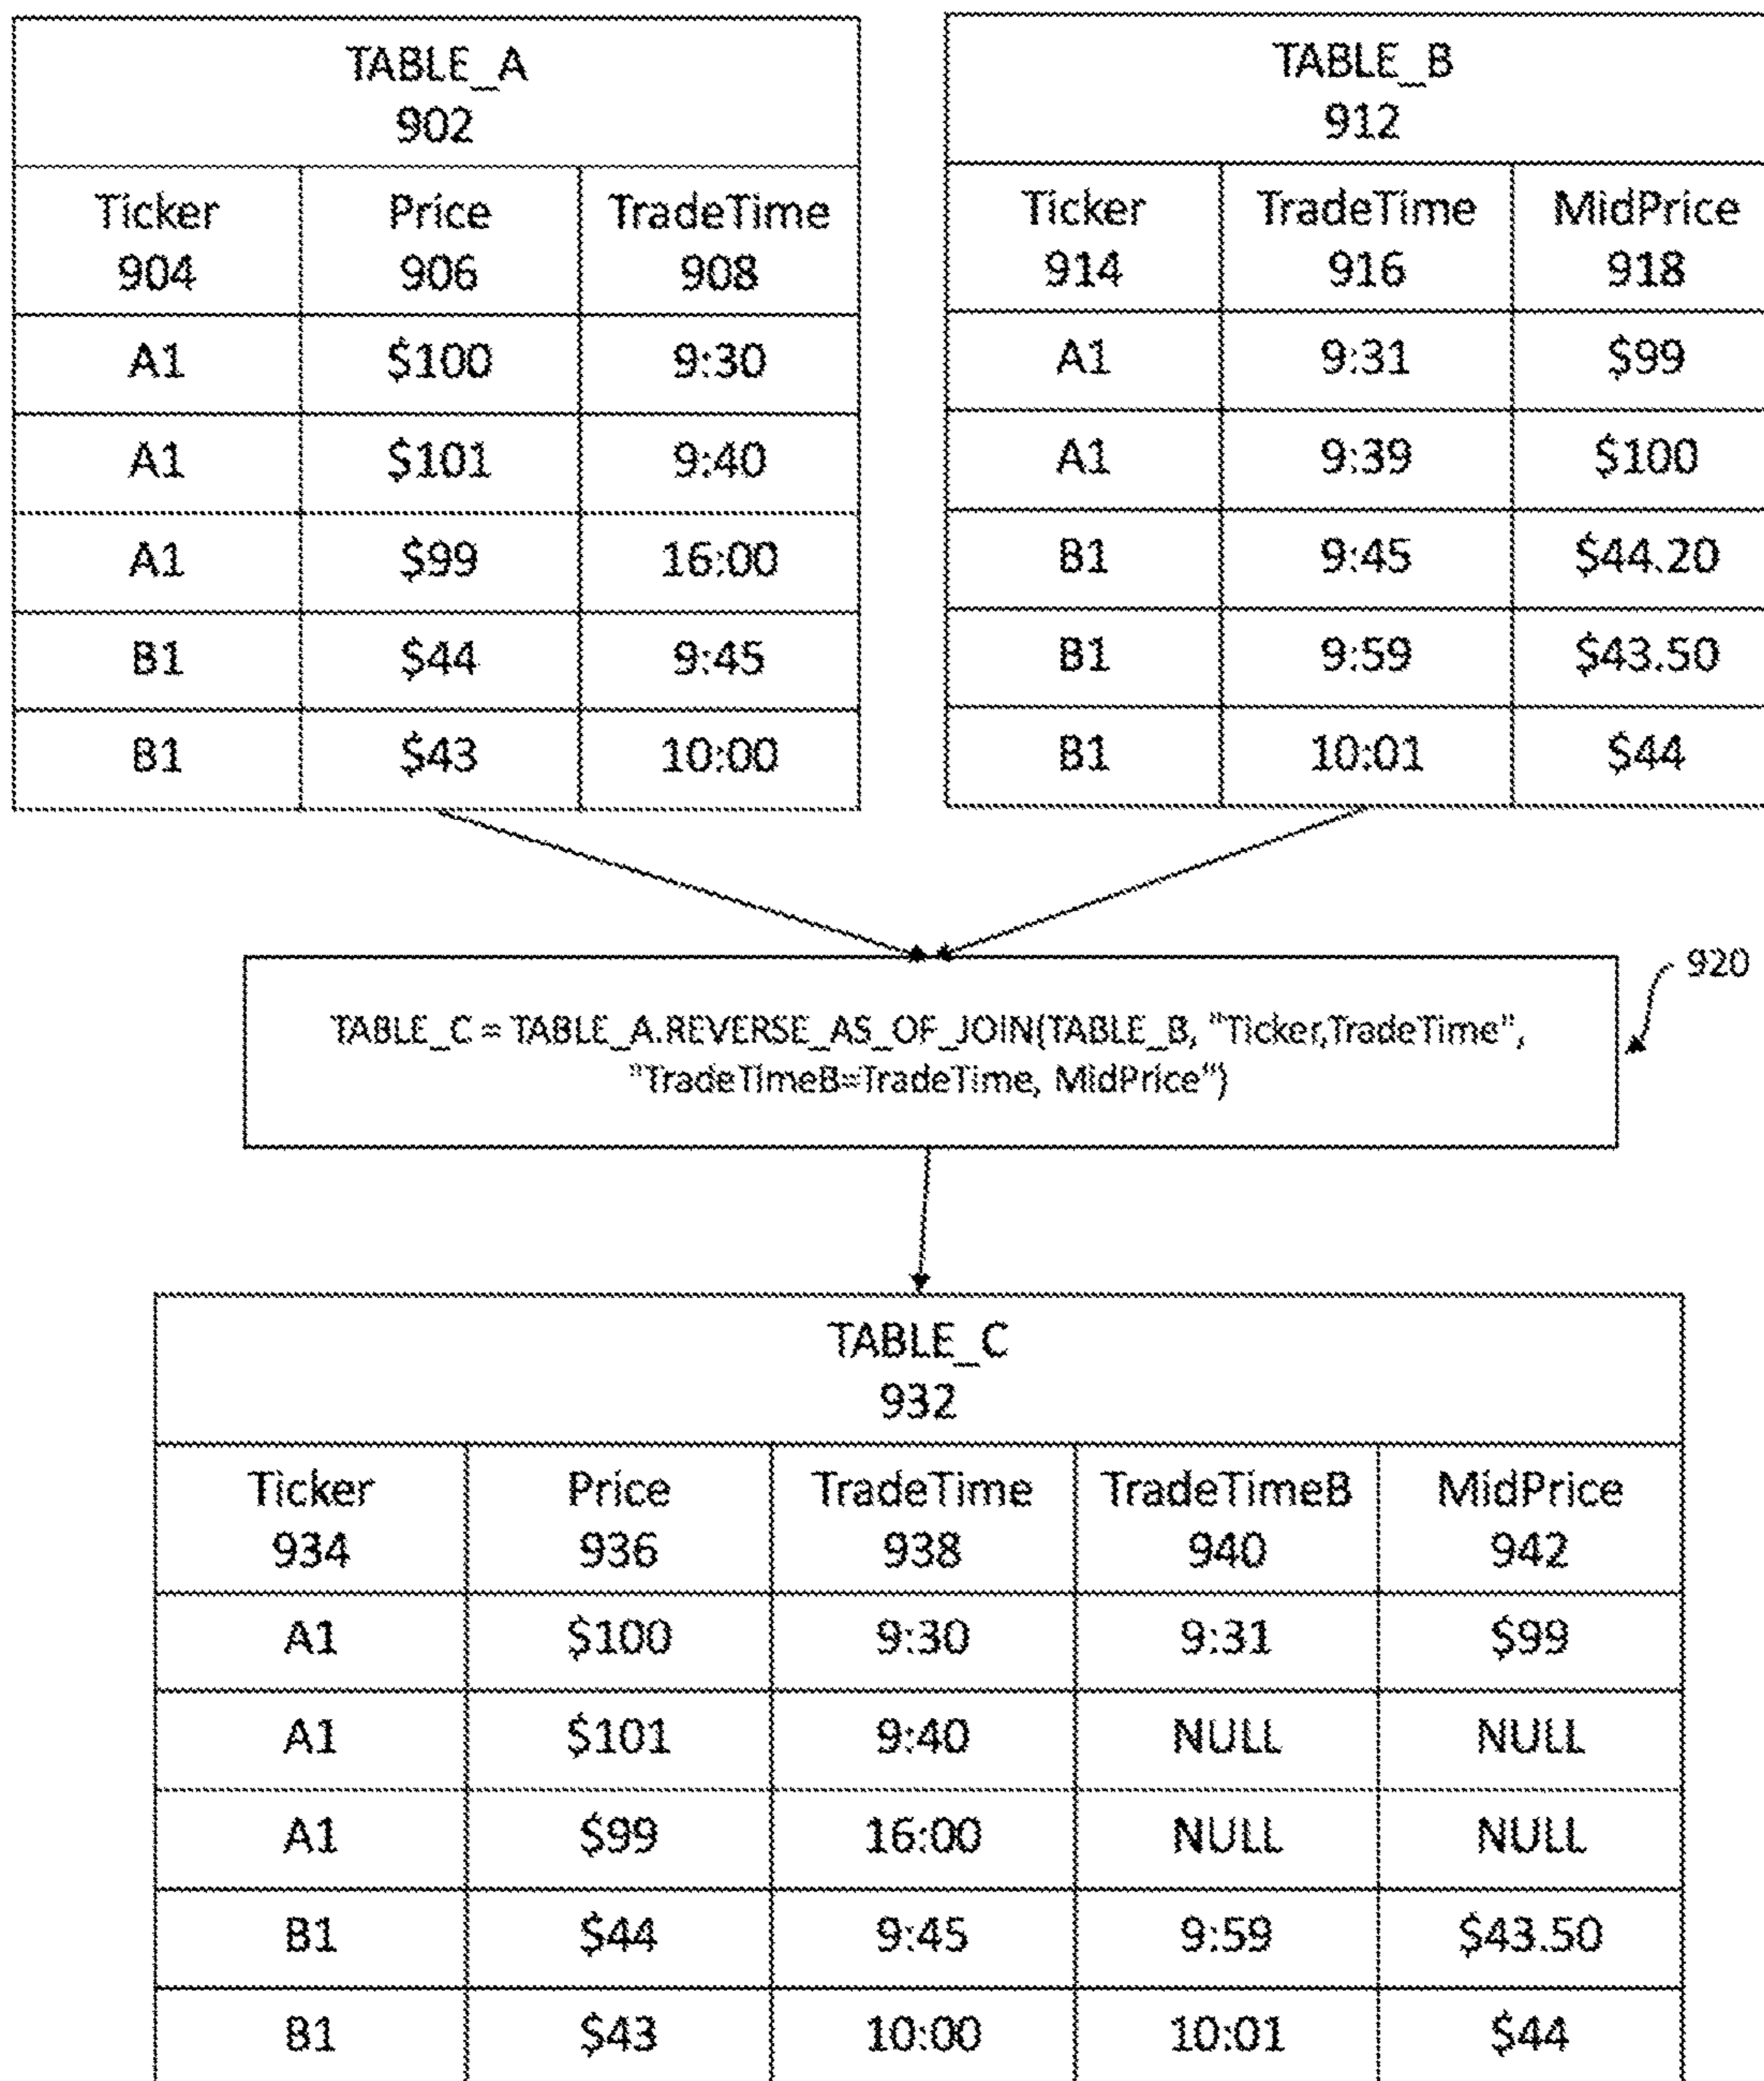 TABLE_A
902
Ticker Price TradeTime
904 906 908
A1 $100 9:30
A1 $101 9:40
A1 $99 16:00
B1 $44 9:45
B1 $43 10:00
TABLE_B
912
Ticker TradeTime MidPrice
914 916 918
A1 9:31 $99
A1 9:39 $100
B1 9:45 $44.20
B1 9:59 $43.50
B1 10:01 $44
920
TABLE_C = TABLE_A.REVERSE_AS_OF_JOIN(TABLE_B, "Ticker,TradeTime",
"TradeTimeB=TradeTime, MidPrice")
TABLE_C
932
Ticker Price TradeTime TradeTimeB MidPrice
934 936 938 940 942
A1 $100 9:30 9:31 $99
A1 $101 9:40 NULL NULL
A1 $99 16:00 NULL NULL
B1 $44 9:45 9:59 $43.50
B1 $43 10:00 10:01 $44